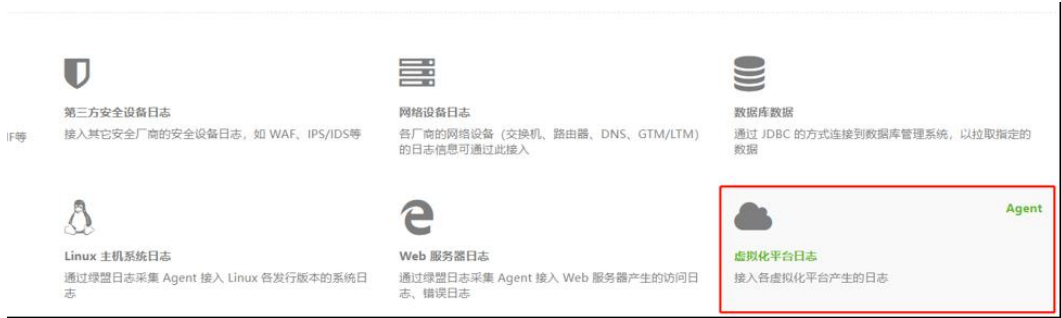 第三方安全设备日志
接入其它安全厂商的安全设备日志，如 WAF、IPS/IDS等
网络设备日志
各厂商的网络设备（交换机、路由器、DNS、GTM/LTM）
的日志信息可通过此接入
数据库数据
通过 JDBC 的方式连接到数据库管理系统，以拉取指定的
数据
Linux 主机系统日志
通过绿盟日志采集 Agent 接入 Linux 各发行版本的系统日
志
Web 服务器日志
通过绿盟日志采集 Agent 接入 Web 服务器产生的访问日
志、错误日志
Agent
虚拟化平台日志
接入各虚拟化平台产生的日志